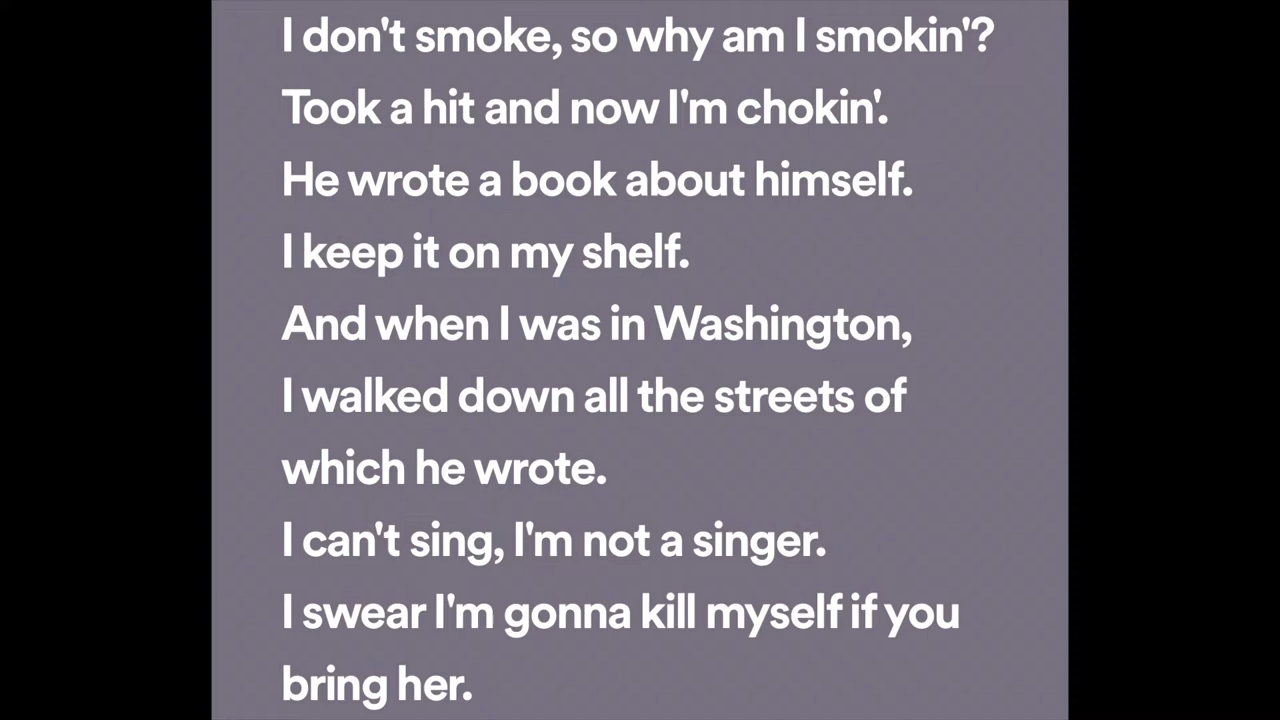 I don't smoke, so why am I smokin'?
Took a hit and now I'm chokin'.
He wrote a book about himself.
I keep it on my shelf.
And when I was in Washington,
I walked down all the streets of
which he wrote.
I can't sing, I'm not a singer.
I swear I'm gonna kill myself if you
bring her.